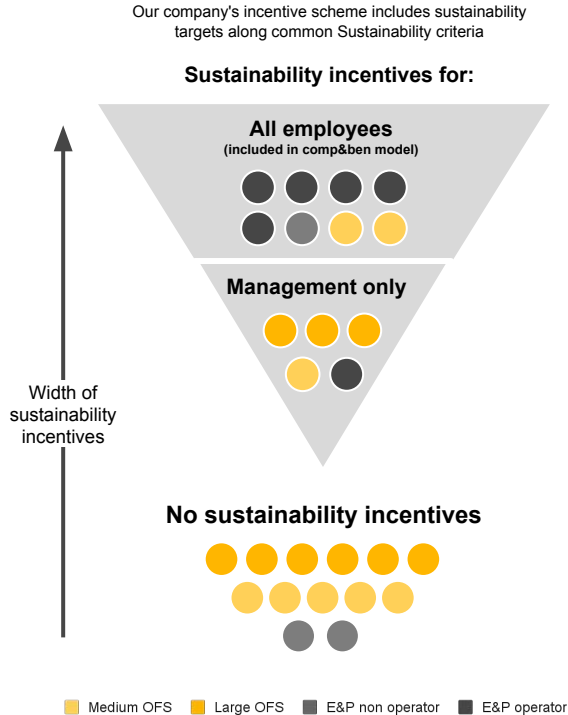 Our company's incentive scheme includes sustainability
targets along common Sustainability criteria
Sustainability incentives for:
All employees
(included in comp&ben model)
Management only
Width of
sustainability
incentives
No sustainability incentives
Medium OFS
Large OFS
E&P non operator
E&P operator